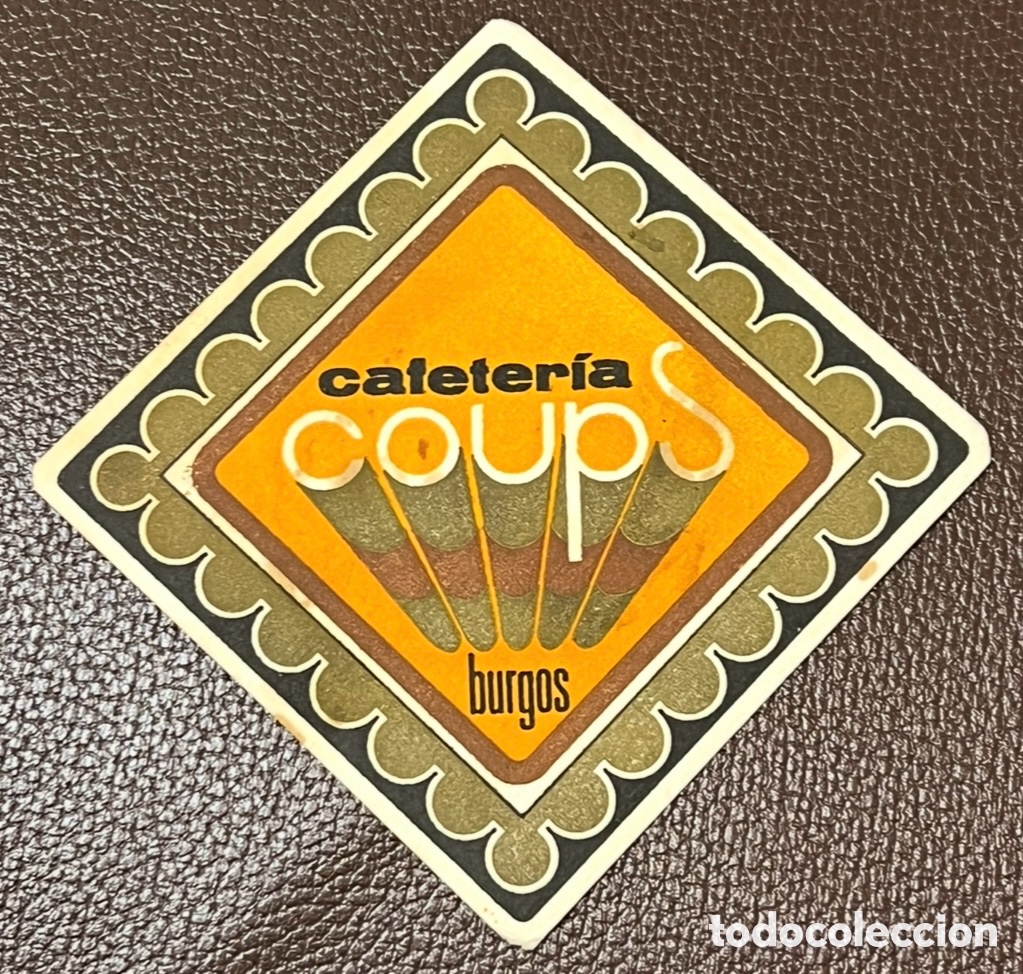 cafetería
coups
burgos
todocoleccion